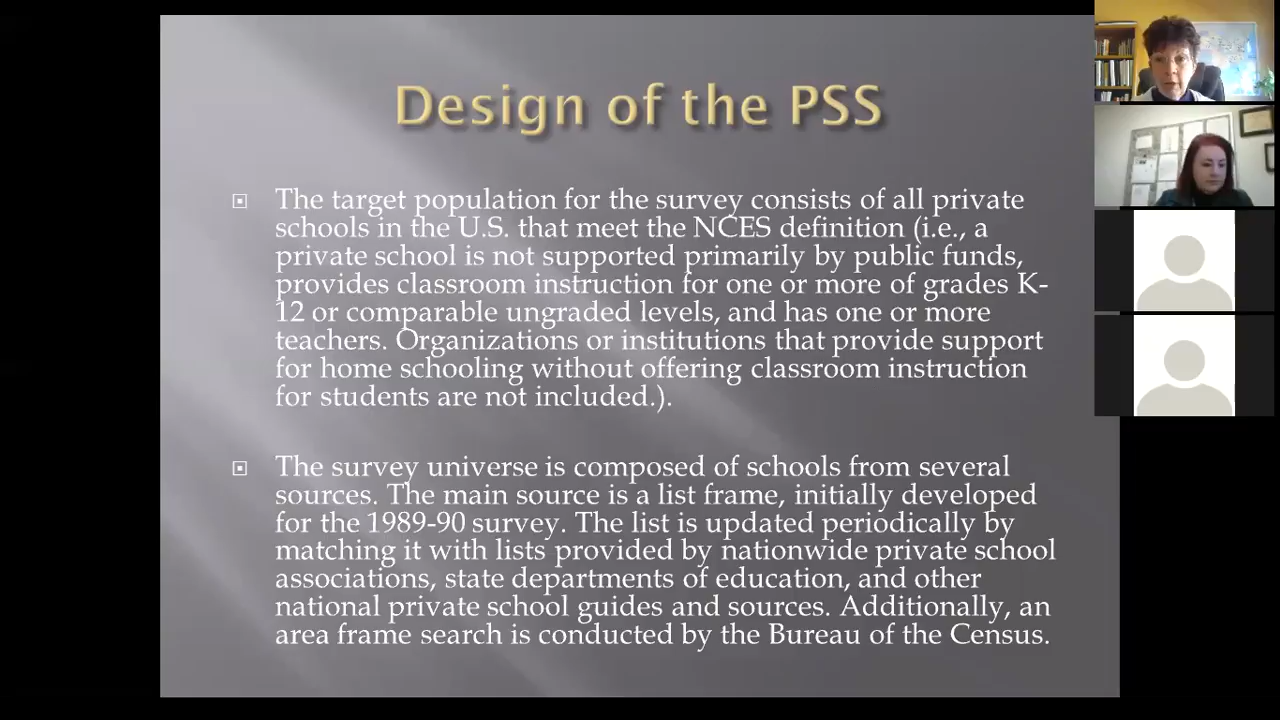 Design of the PSS
The target population for the survey consists of all private
schools in the U.S. that meet the NCES definition (i.e., a
private school is not supported primarily by public funds,
provides classroom instruction for one or more of grades K-
12 or comparable ungraded levels, and has one or more
teachers. Organizations or institutions that provide support
for home schooling without offering classroom instruction
for students are not included.).
The survey universe is composed of schools from several
sources. The main source is a list frame, initially developed
for the 1989-90 survey. The list is updated periodically by
matching it with lists provided by nationwide private school
associations, state departments of education, and other
national private school guides and sources. Additionally, an
area frame search is conducted by the Bureau of the Census.